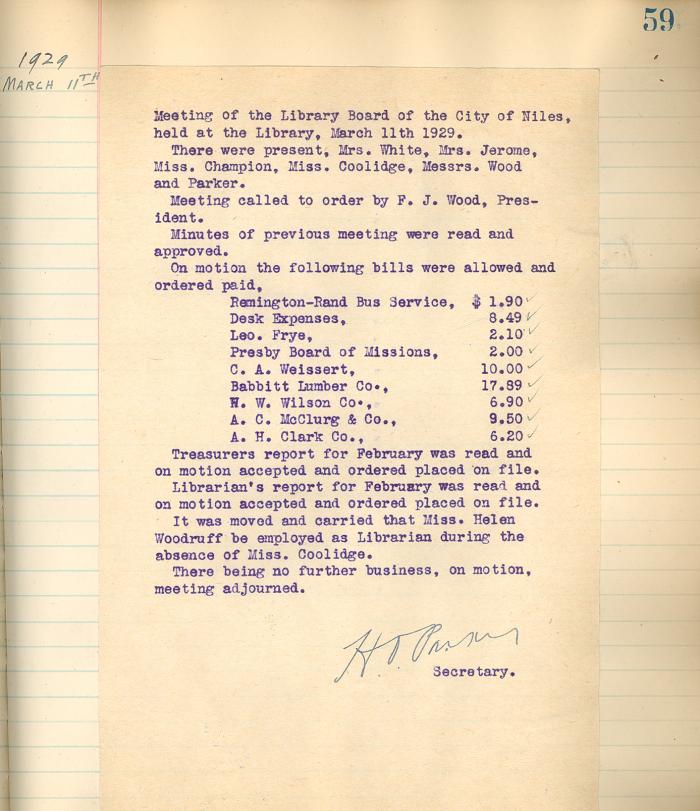 59
1929
MARCH 11TH
Meeting of the Library Board of the City of Niles,
held at the Library, March 11th 1929.
There were present, Mrs. White, Mrs. Jerome,
Miss. Champion, Miss. Coolidge, Messrs. Wood
and Parker.
Meeting called to order by F. J. Wood, Pres-
ident.
Minutes of previous meeting were read and
approved.
On motion the following bills were allowed and
ordered paid,
Remington-Rand Bus Service, $ 1.90
Desk Expenses, 8.49
Leo. Frye, 2.10
Presby Board of Missions, 2.00
C. A. Weissert, 10.00
Babbitt Lumber Co., 17.89
H. W. Wilson Co., 6.90
A. C. McClurg & Co., 9.50
A. H. Clark Co., 6.20
Treasurers report for February was read and
on motion accepted and ordered placed on file.
Librarian's report for February was read and
on motion accepted and ordered placed on file.
It was moved and carried that Miss. Helen
Woodruff be employed as Librarian during the
absence of Miss. Coolidge.
There being no further business, on motion,
meeting adjourned.
Secretary.